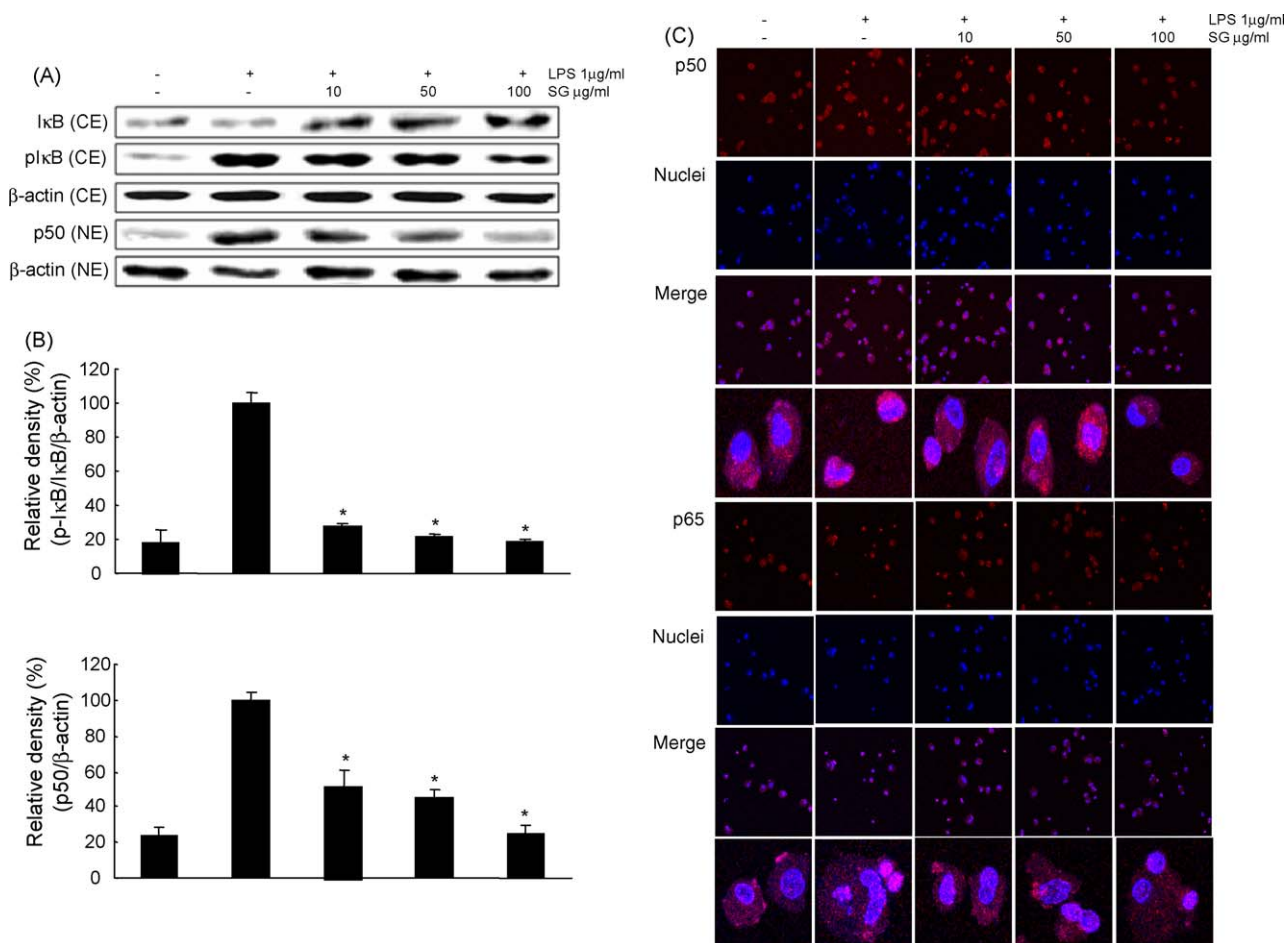 (A)
- + + + + LPS 1μg/ml
- - 10 50 100 SG μg/ml
IκB (CE)
pIκB (CE)
β-actin (CE)
p50 (NE)
β-actin (NE)
(B)
Relative density (%)
(p-IκB/IκB/β-actin)
120
100
80
60
40
20
0
* * *
Relative density (%)
(p50/β-actin)
120
100
80
60
40
20
0
* * *
(C)
- + + + + LPS 1μg/ml
- - 10 50 100 SG μg/ml
p50
Nuclei
Merge
p65
Nuclei
Merge